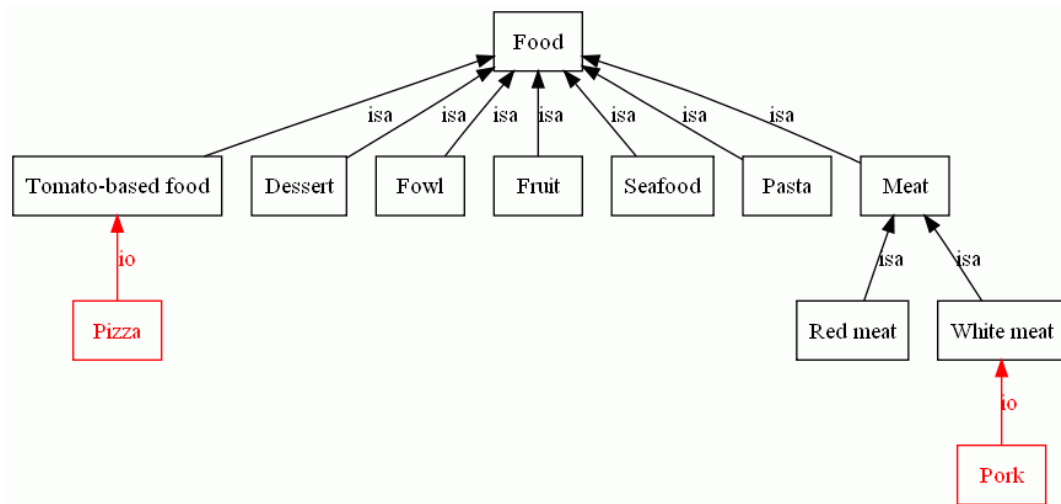 Food
isa isa isa isa isa isa isa
Tomato-based food Dessert Fowl Fruit Seafood Pasta Meat
io isa isa
Pizza Red meat White meat
io
Pork